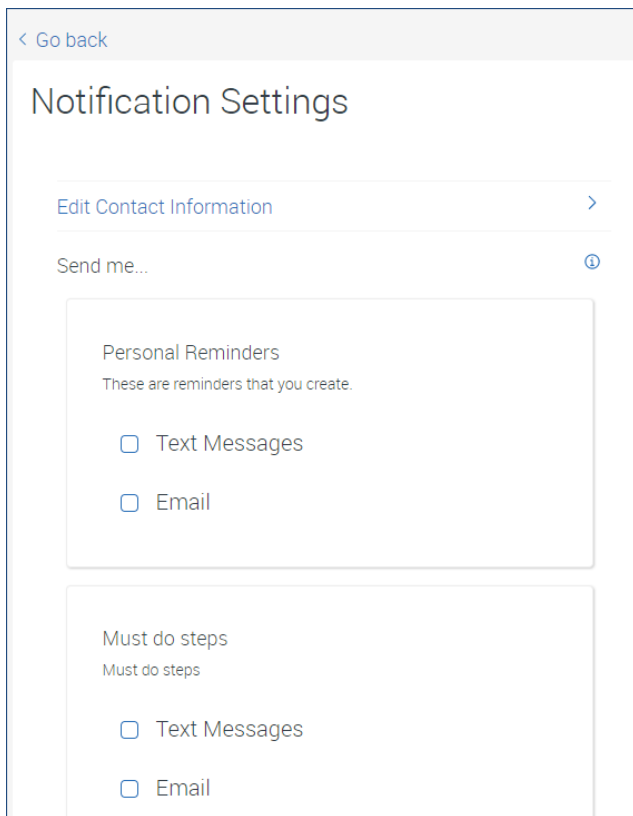 Go back
Notification Settings
Edit Contact Information
Send me...
Personal Reminders
These are reminders that you create.
Text Messages
Email
Must do steps
Must do steps
Text Messages
Email